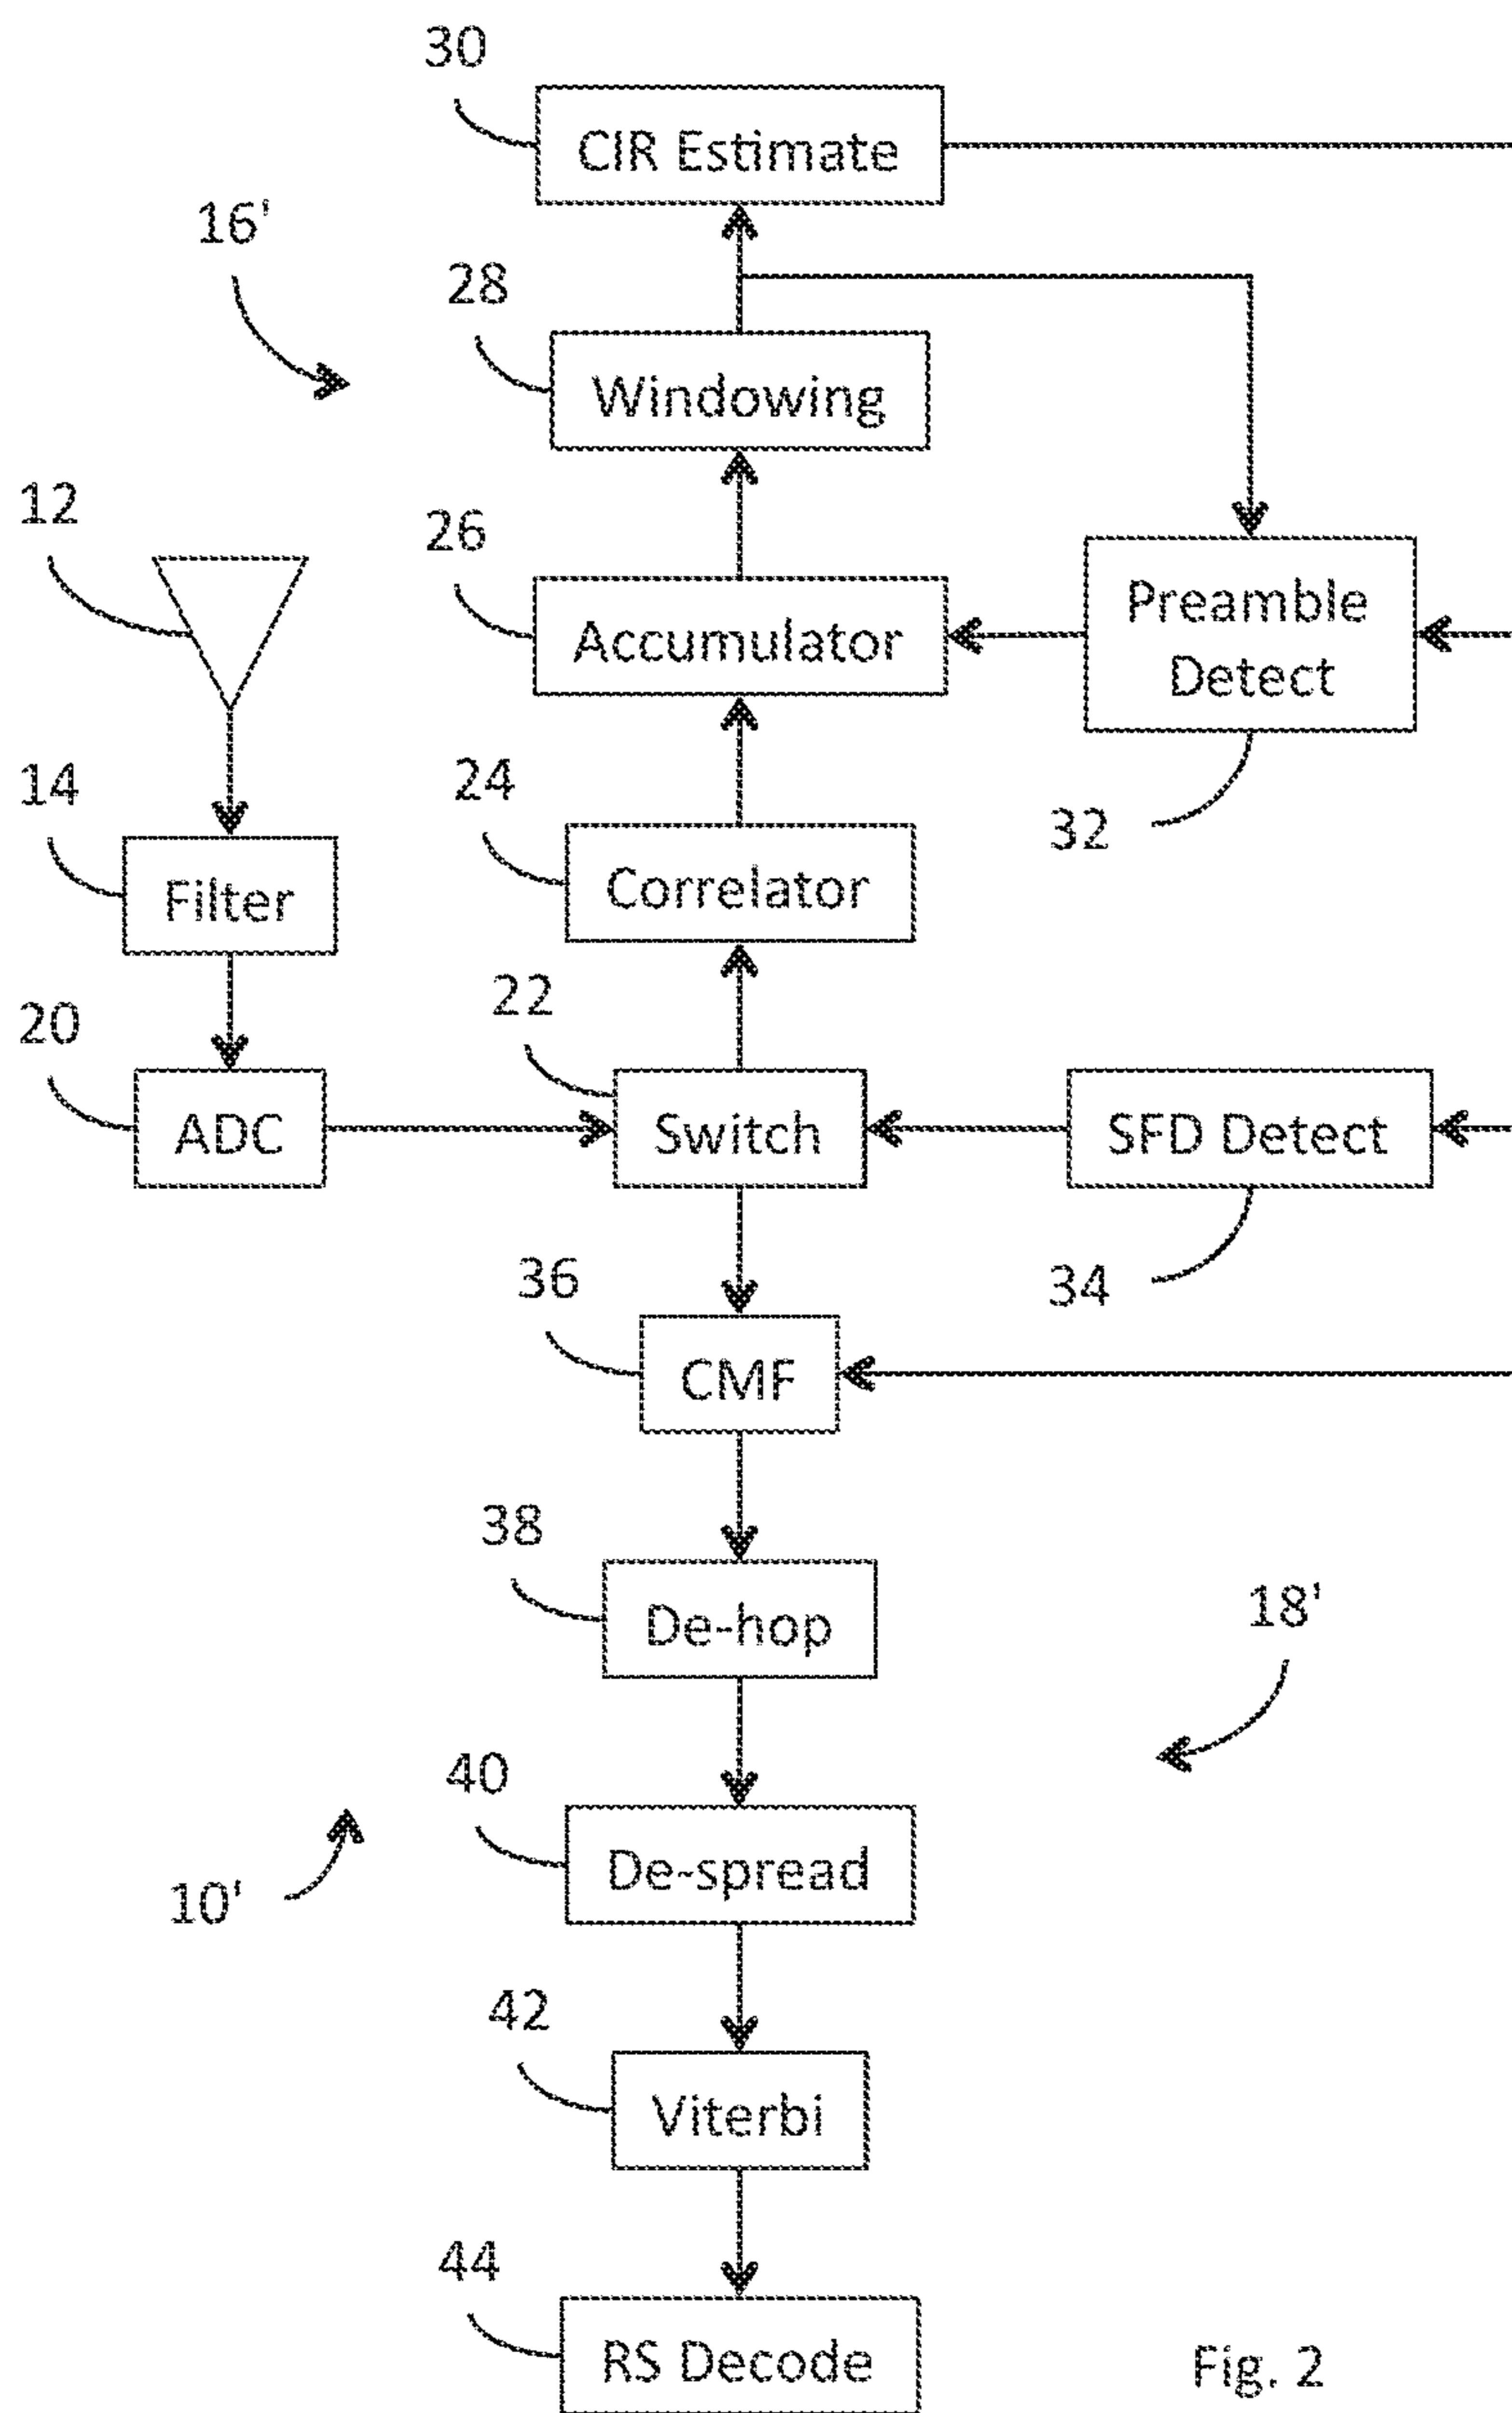 30
CIR Estimate
16'
28
Windowing
12
26
Accumulator
Preamble
Detect
14
24
32
Filter
Correlator
20
22
ADC
Switch
SFD Detect
36
34
CMF
38
De-hop
18'
40
De-spread
10'
42
Viterbi
44
RS Decode
Fig. 2